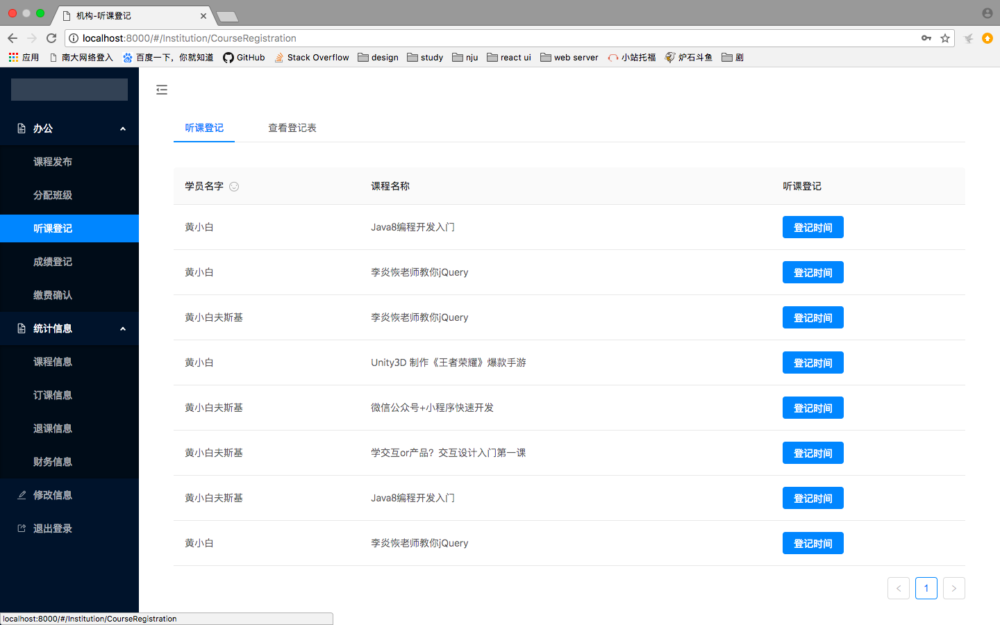 机构-听课登记
localhost:8000/#/Institution/CourseRegistration
应用 南大网络登入 百度一下，你就知道 GitHub Stack Overflow design study nju react ui web server 小站托福 炉石斗鱼 剧
办公
课程发布
分配班级
听课登记
成绩登记
缴费确认
统计信息
课程信息
订课信息
退课信息
财务信息
修改信息
退出登录
听课登记 查看登记表
学员名字 课程名称 听课登记
黄小白 Java8编程开发入门 登记时间
黄小白 李炎恢老师教你jQuery 登记时间
黄小白夫斯基 李炎恢老师教你jQuery 登记时间
黄小白 Unity3D 制作《王者荣耀》爆款手游 登记时间
黄小白夫斯基 微信公众号+小程序快速开发 登记时间
黄小白夫斯基 学交互or产品？交互设计入门第一课 登记时间
黄小白夫斯基 Java8编程开发入门 登记时间
黄小白 李炎恢老师教你jQuery 登记时间
1
localhost:8000/#/Institution/CourseRegistration